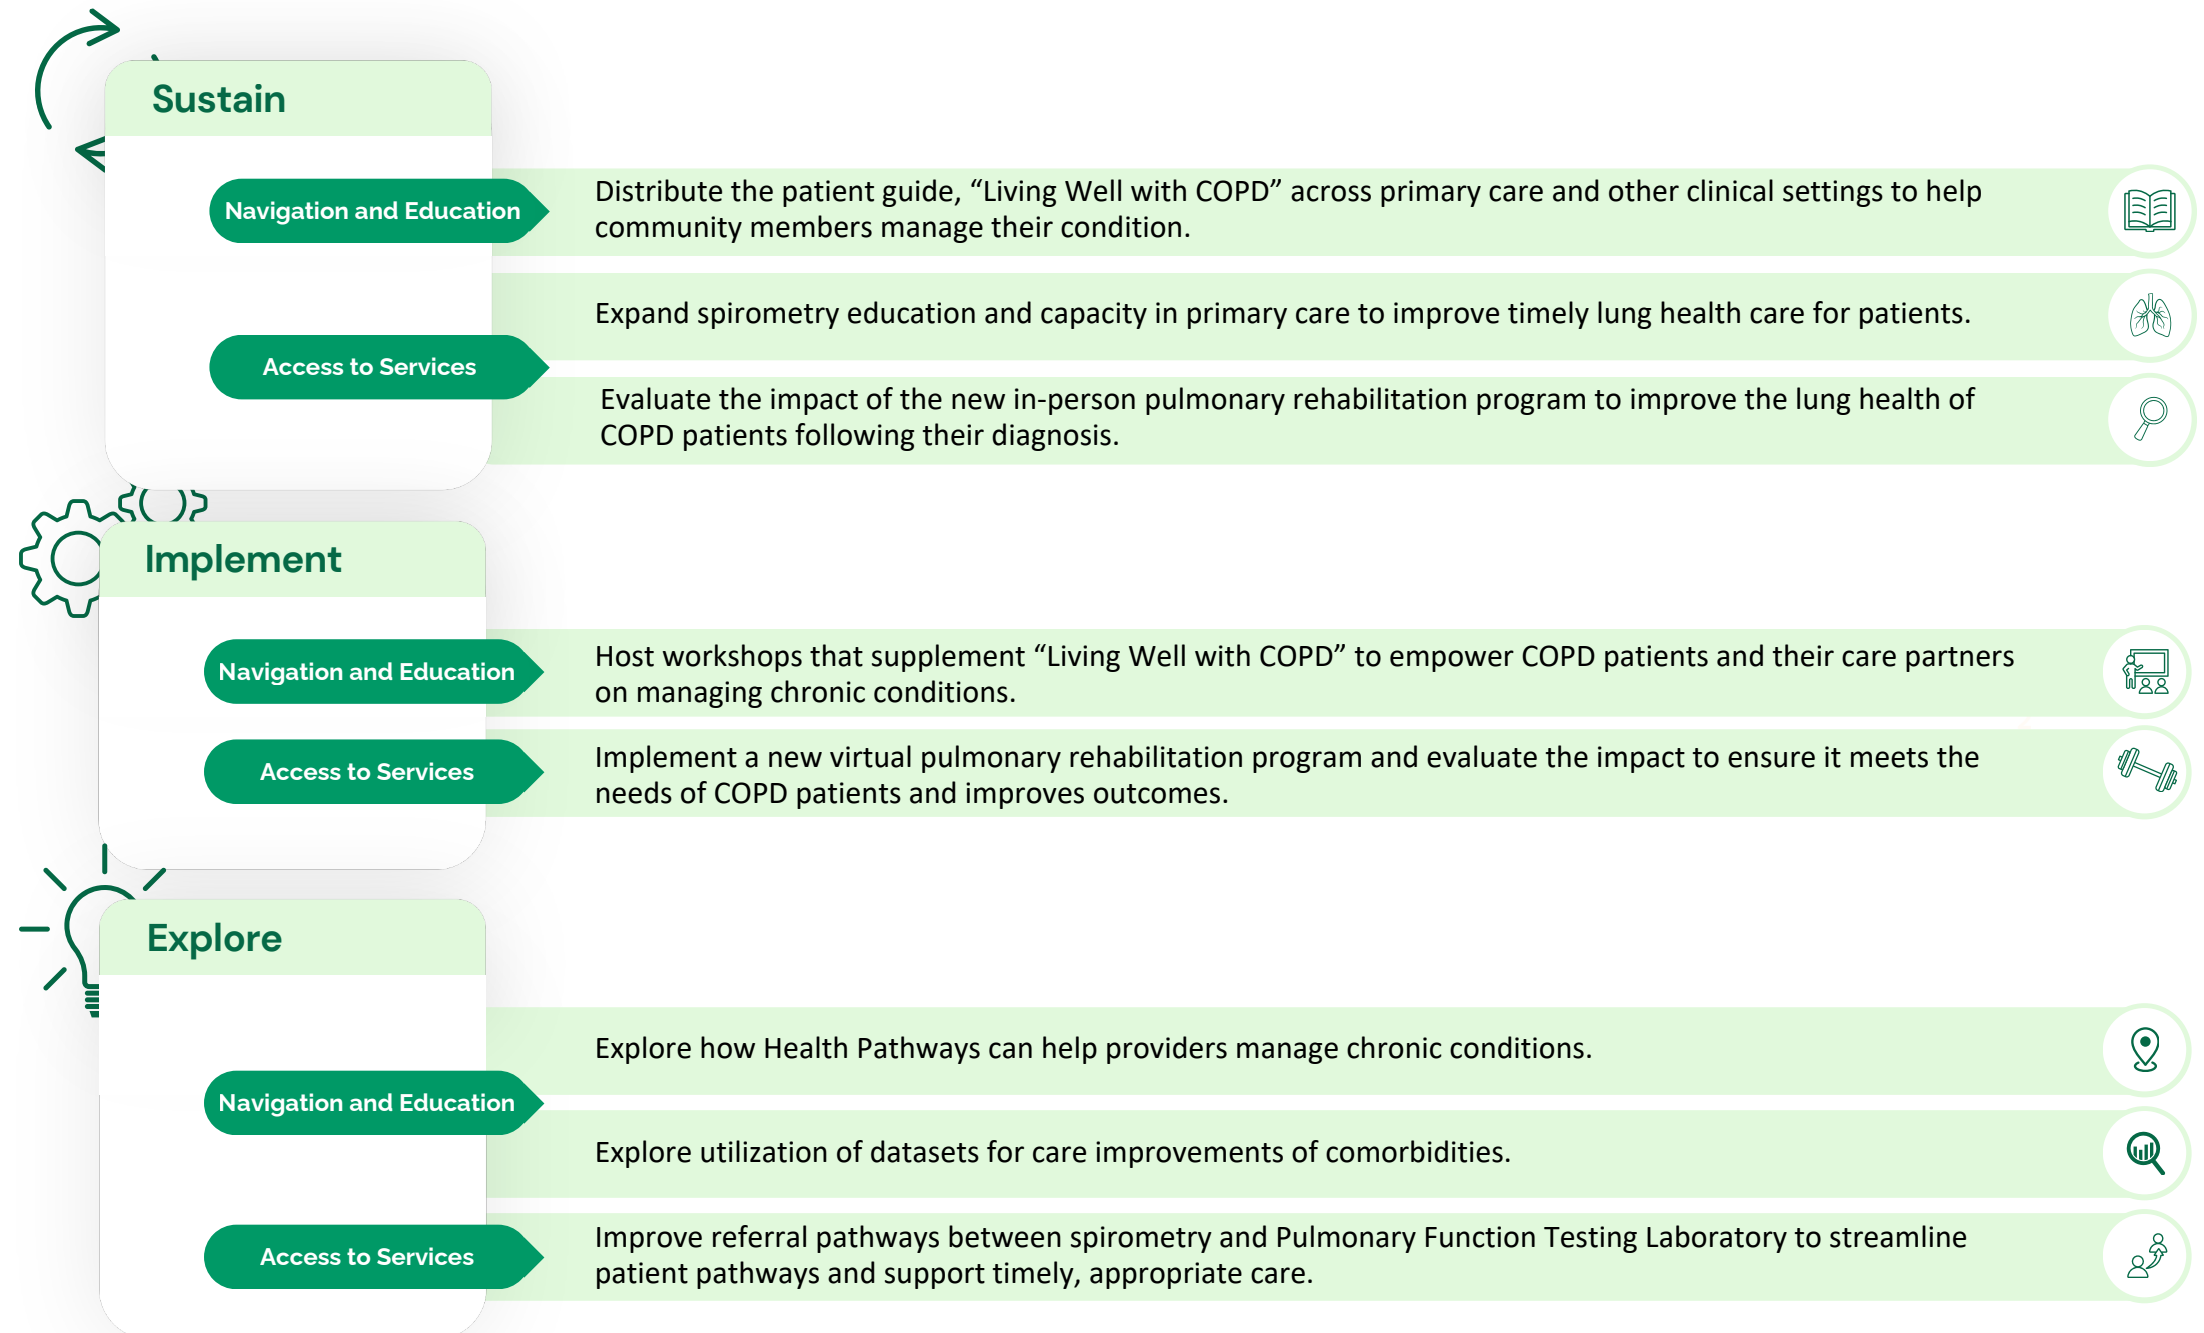 Sustain
Navigation and Education
Distribute the patient guide, “Living Well with COPD” across primary care and other clinical settings to help
community members manage their condition.
Expand spirometry education and capacity in primary care to improve timely lung health care for patients.
Access to Services
Evaluate the impact of the new in-person pulmonary rehabilitation program to improve the lung health of
COPD patients following their diagnosis.
Implement
Navigation and Education
Host workshops that supplement “Living Well with COPD” to empower COPD patients and their care partners
on managing chronic conditions.
Access to Services
Implement a new virtual pulmonary rehabilitation program and evaluate the impact to ensure it meets the
needs of COPD patients and improves outcomes.
Explore
Explore how Health Pathways can help providers manage chronic conditions.
Navigation and Education
Explore utilization of datasets for care improvements of comorbidities.
Access to Services
Improve referral pathways between spirometry and Pulmonary Function Testing Laboratory to streamline
patient pathways and support timely, appropriate care.